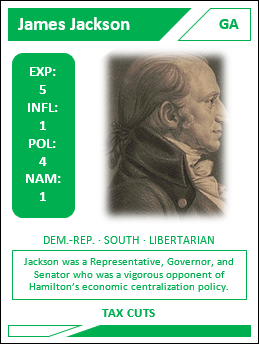 James Jackson
GA
EXP:
5
INFL:
1
POL:
4
NAM:
1
DEM.-REP. · SOUTH · LIBERTARIAN
Jackson was a Representative, Governor, and
Senator who was a vigorous opponent of
Hamilton's economic centralization policy.
TAX CUTS